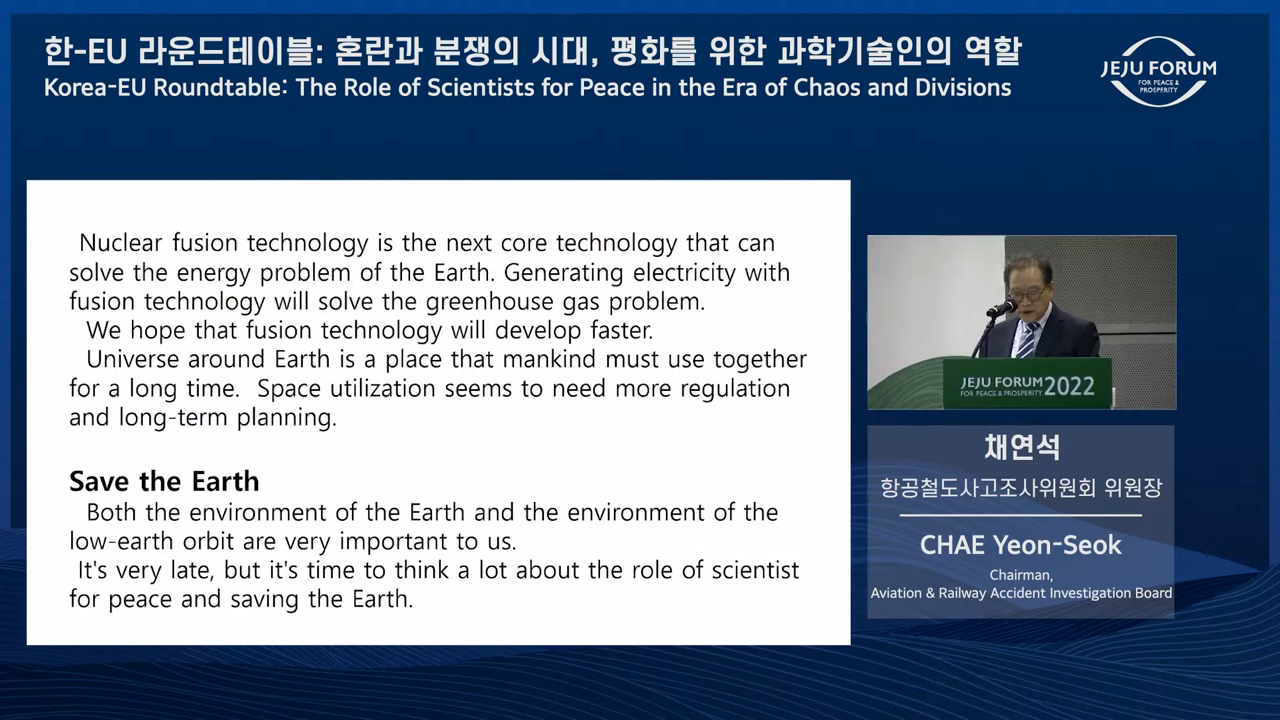 한-EU 라운드테이블: 혼란과 분쟁의 시대, 평화를 위한 과학기술인의 역할
Korea-EU Roundtable: The Role of Scientists for Peace in the Era of Chaos and Divisions
JEJU FORUM
FOR PEACE &
PROSPERITY
Nuclear fusion technology is the next core technology that can
solve the energy problem of the Earth. Generating electricity with
fusion technology will solve the greenhouse gas problem.
We hope that fusion technology will develop faster.
Universe around Earth is a place that mankind must use together
for a long time. Space utilization seems to need more regulation
and long-term planning.
Save the Earth
Both the environment of the Earth and the environment of the
low-earth orbit are very important to us.
It's very late, but it's time to think a lot about the role of scientist
for peace and saving the Earth.
JEJU FORUM 2022
FOR PEACE & PROSPERITY
채연석
항공철도사고조사위원회 위원장
CHAE Yeon-Seok
Chairman,
Aviation & Railway Accident Investigation Board